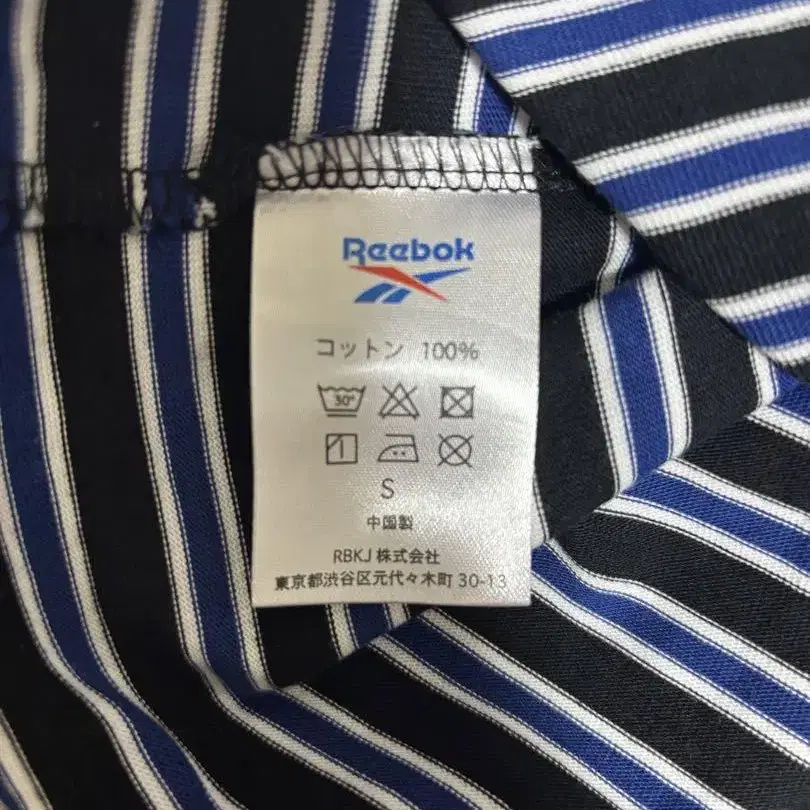 Reebok
コットン 100%
30°
S
中国製
RBKJ 株式会社
東京都渋谷区元代々木町 30-13